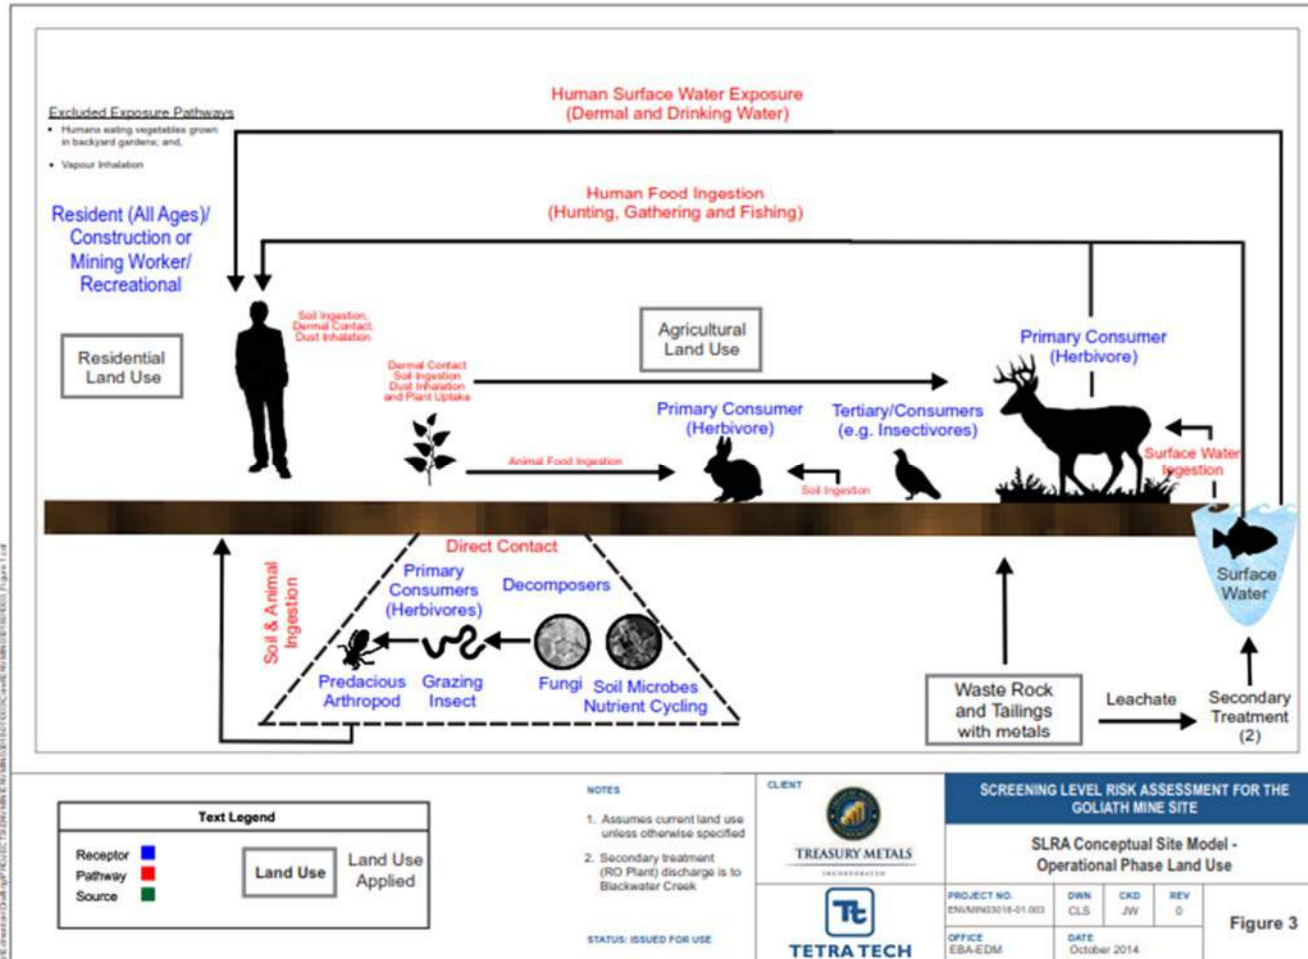 Excluded Exposure Pathways
• Humans eating vegetables grown
in backyard gardens; and,
• Vapour Inhalation
Human Surface Water Exposure
(Dermal and Drinking Water)
Human Food Ingestion
(Hunting, Gathering and Fishing)
Resident (All Ages)/
Construction or
Mining Worker/
Recreational
Residential
Land Use
Soil Ingestion,
Dermal Contact,
Dust Inhalation
Dermal Contact
Soil Ingestion
Dust Inhalation
and Plant Uptake
Agricultural
Land Use
Primary Consumer
(Herbivore)
Primary Consumer
(Herbivore)
Tertiary/Consumers
(e.g. Insectivores)
Animal Food Ingestion
Soil Ingestion
Surface Water
Ingestion
Surface
Water
Soil & Animal
Ingestion
Direct Contact
Primary
Consumers
(Herbivores)
Decomposers
Predacious
Arthropod
Grazing
Insect
Fungi
Soil Microbes
Nutrient Cycling
Waste Rock
and Tailings
with metals
Leachate
Secondary
Treatment
(2)
Text Legend
Receptor
Pathway
Source
Land Use
Land Use
Applied
NOTES
1. Assumes current land use
unless otherwise specified
2. Secondary treatment
(RO Plant) discharge is to
Blackwater Creek
STATUS: ISSUED FOR USE
CLIENT
TREASURY METALS
INCORPORATED
Tt
TETRA TECH
SCREENING LEVEL RISK ASSESSMENT FOR THE
GOLIATH MINE SITE
SLRA Conceptual Site Model -
Operational Phase Land Use
PROJECT NO.
ENVMIN03018-01.003
DWN
CLS
CKD
JW
REV
0
OFFICE
EBA-EDM
DATE
October 2014
Figure 3